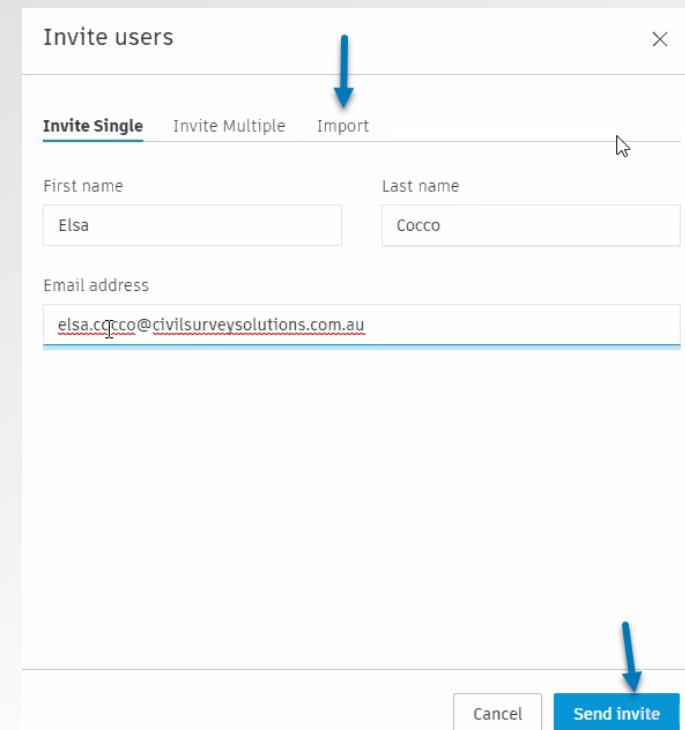 Invite users
Invite Single Invite Multiple Import
First name Last name
Elsa Cocco
Email address
elsa.cocco@civilsurveysolutions.com.au
Cancel Send invite